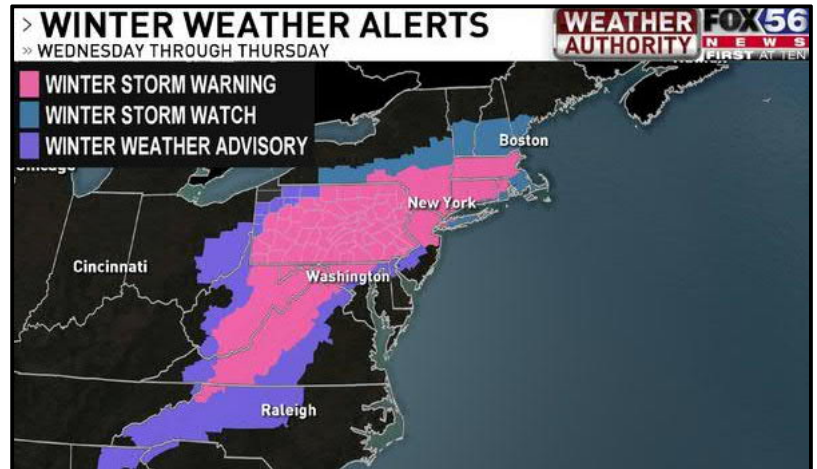 > WINTER WEATHER ALERTS
» WEDNESDAY THROUGH THURSDAY
WEATHER
AUTHORITY
FOX 56
NEWS
FIRST AT TEN
WINTER STORM WARNING
WINTER STORM WATCH
WINTER WEATHER ADVISORY
Boston
New York
Cincinnati
Washington
Raleigh